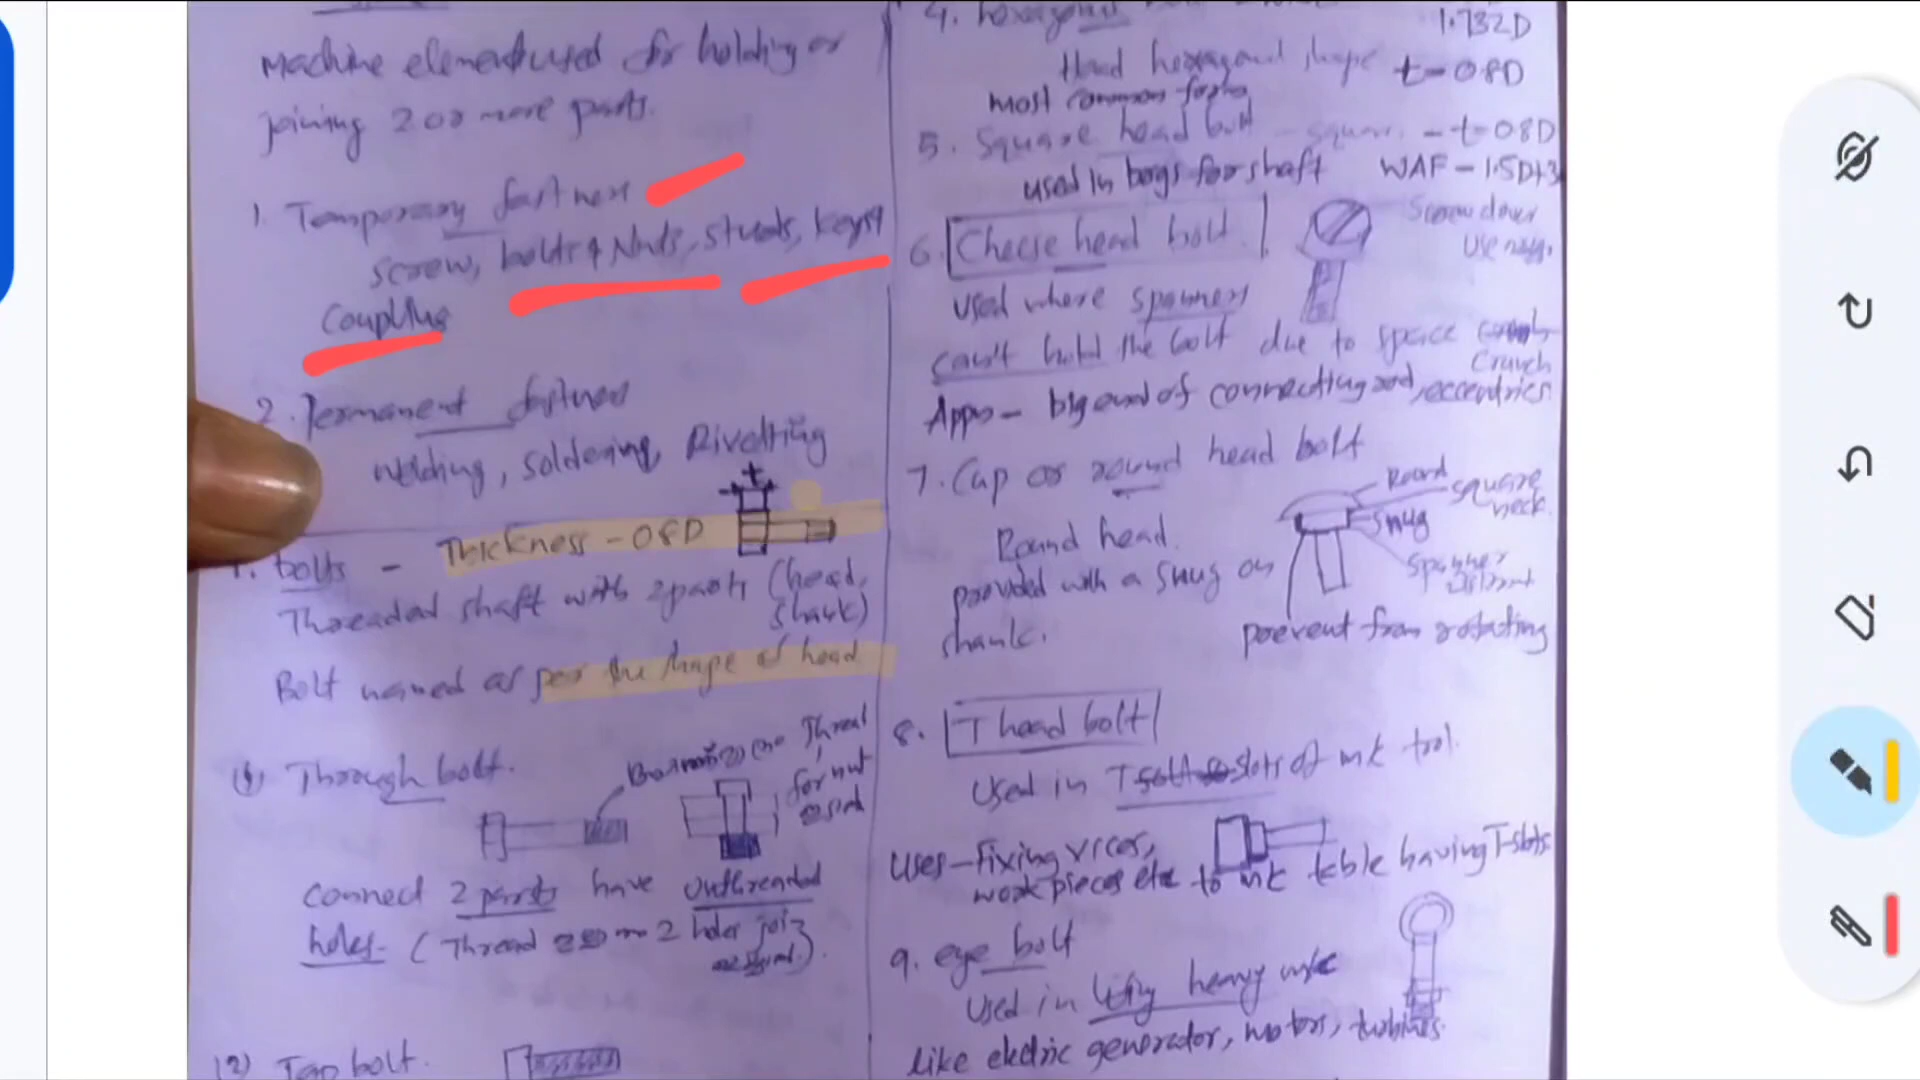 Machine element used for holding or
joining 2 or more parts.
1. Temporary fastners
screw, bolts & Nuts, studs, keys,
Coupling
2. Permanent fastners
Welding, soldering, Rivetting
t
1. bolts - Thickness - 0.8D
Threaded shaft with 2 parts (head,
shank)
Bolt named as per the shape of head
(1) Through bolt.
Thread
for nut
connect 2 parts have unthreaded
holes. (Thread 2 holes
(2) Tap bolt.
4. hexagonal
1.732D
Head hexagonal shape t - 0.8D
most common form
5. Square head bolt - square - t - 0.8D
used in brgs for shaft WAF - 1.5D+3
6. Cheese head bolt
Screw driver
used where spanners
can't hold the bolt due to space
Crunch
Appns - big end of connecting rod, eccentrics
7. Cap or round head bolt
Round
square
neck.
Snug
Round head.
provided with a snug on
shank.
Spanner
prevent from rotating
8. T head bolt
Used in T slots of m/c tool.
Uses - fixing vices,
work pieces etc to m/c table having T-slots
9. eye bolt
Used in lifting heavy m/c
like electric generator, motors, turbines.